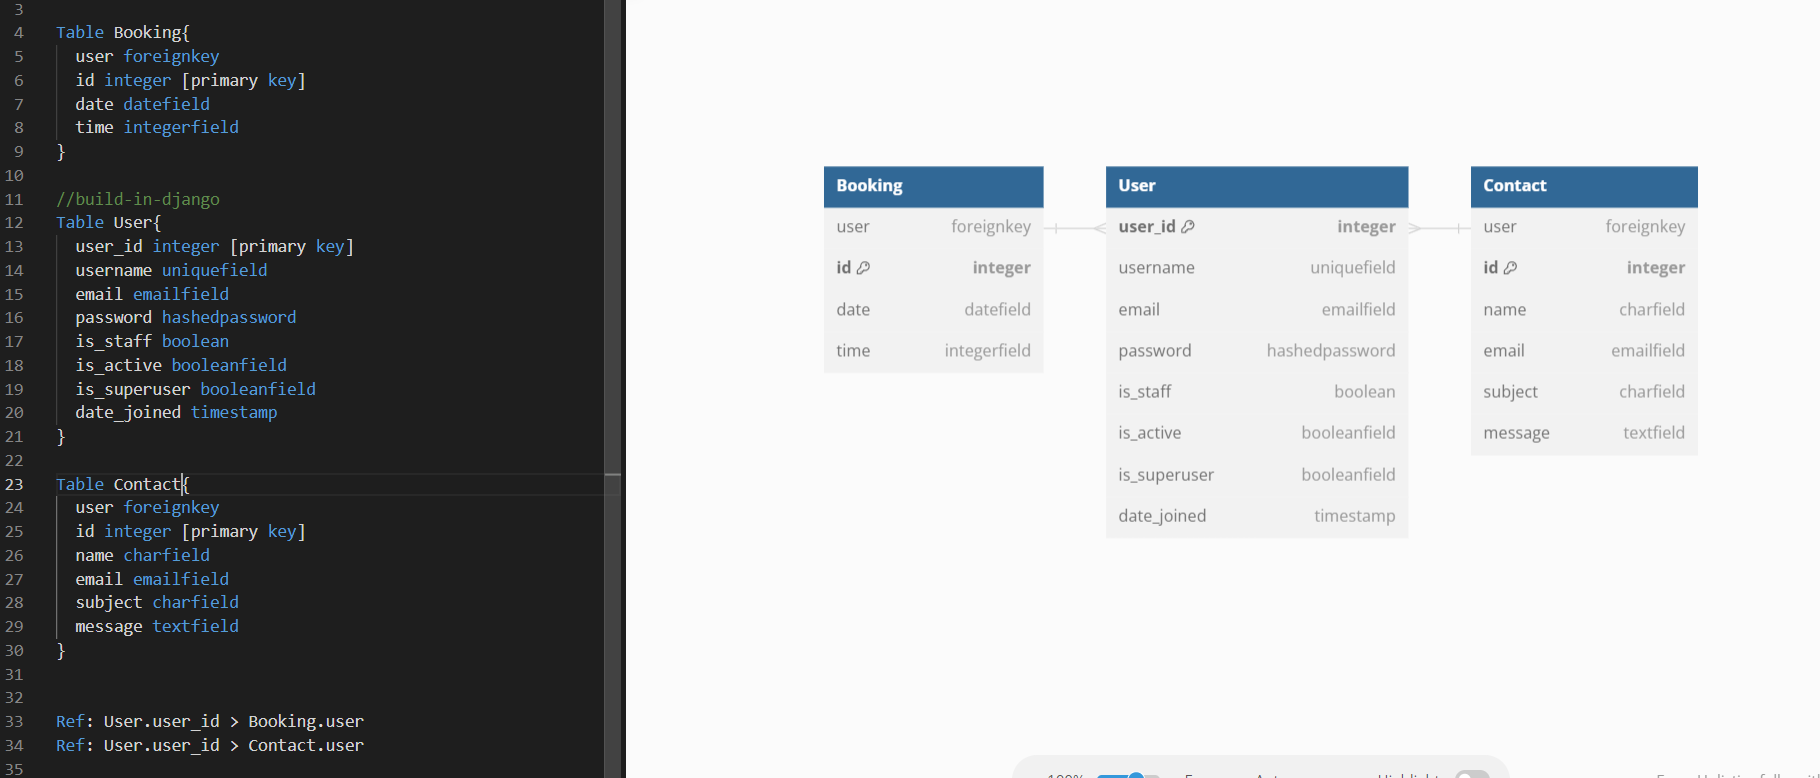 3
4 Table Booking{
5 user foreignkey
6 id integer [primary key]
7 date datefield
8 time integerfield
9 }
10
11 //build-in-django
12 Table User{
13 user_id integer [primary key]
14 username uniquefield
15 email emailfield
16 password hashedpassword
17 is_staff boolean
18 is_active booleanfield
19 is_superuser booleanfield
20 date_joined timestamp
21 }
22
23 Table Contact{
24 user foreignkey
25 id integer [primary key]
26 name charfield
27 email emailfield
28 subject charfield
29 message textfield
30 }
31
32
33 Ref: User.user_id > Booking.user
34 Ref: User.user_id > Contact.user
35
Booking
user foreignkey
id integer
date datefield
time integerfield
User
user_id integer
username uniquefield
email emailfield
password hashedpassword
is_staff boolean
is_active booleanfield
is_superuser booleanfield
date_joined timestamp
Contact
user foreignkey
id integer
name charfield
email emailfield
subject charfield
message textfield